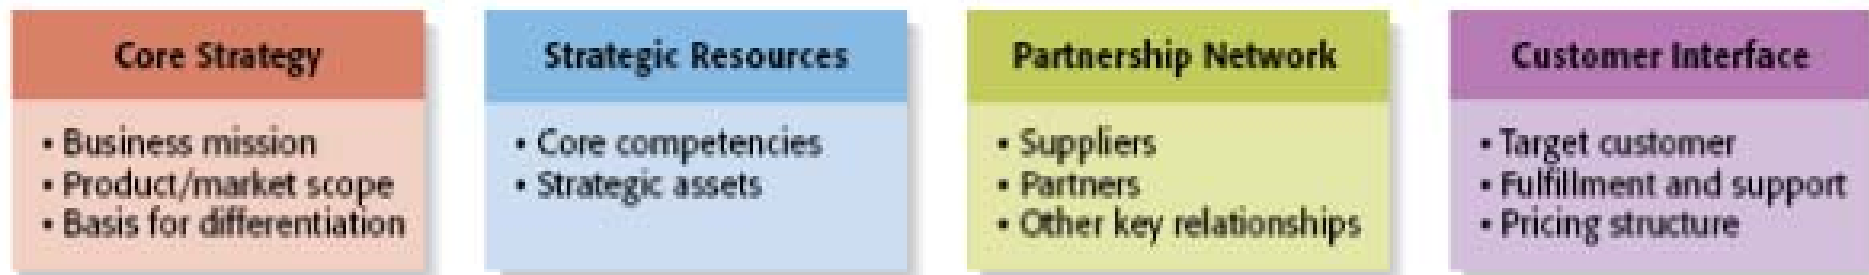 Core Strategy
• Business mission
• Product/market scope
• Basis for differentiation
Strategic Resources
• Core competencies
• Strategic assets
Partnership Network
• Suppliers
• Partners
• Other key relationships
Customer Interface
• Target customer
• Fulfillment and support
• Pricing structure